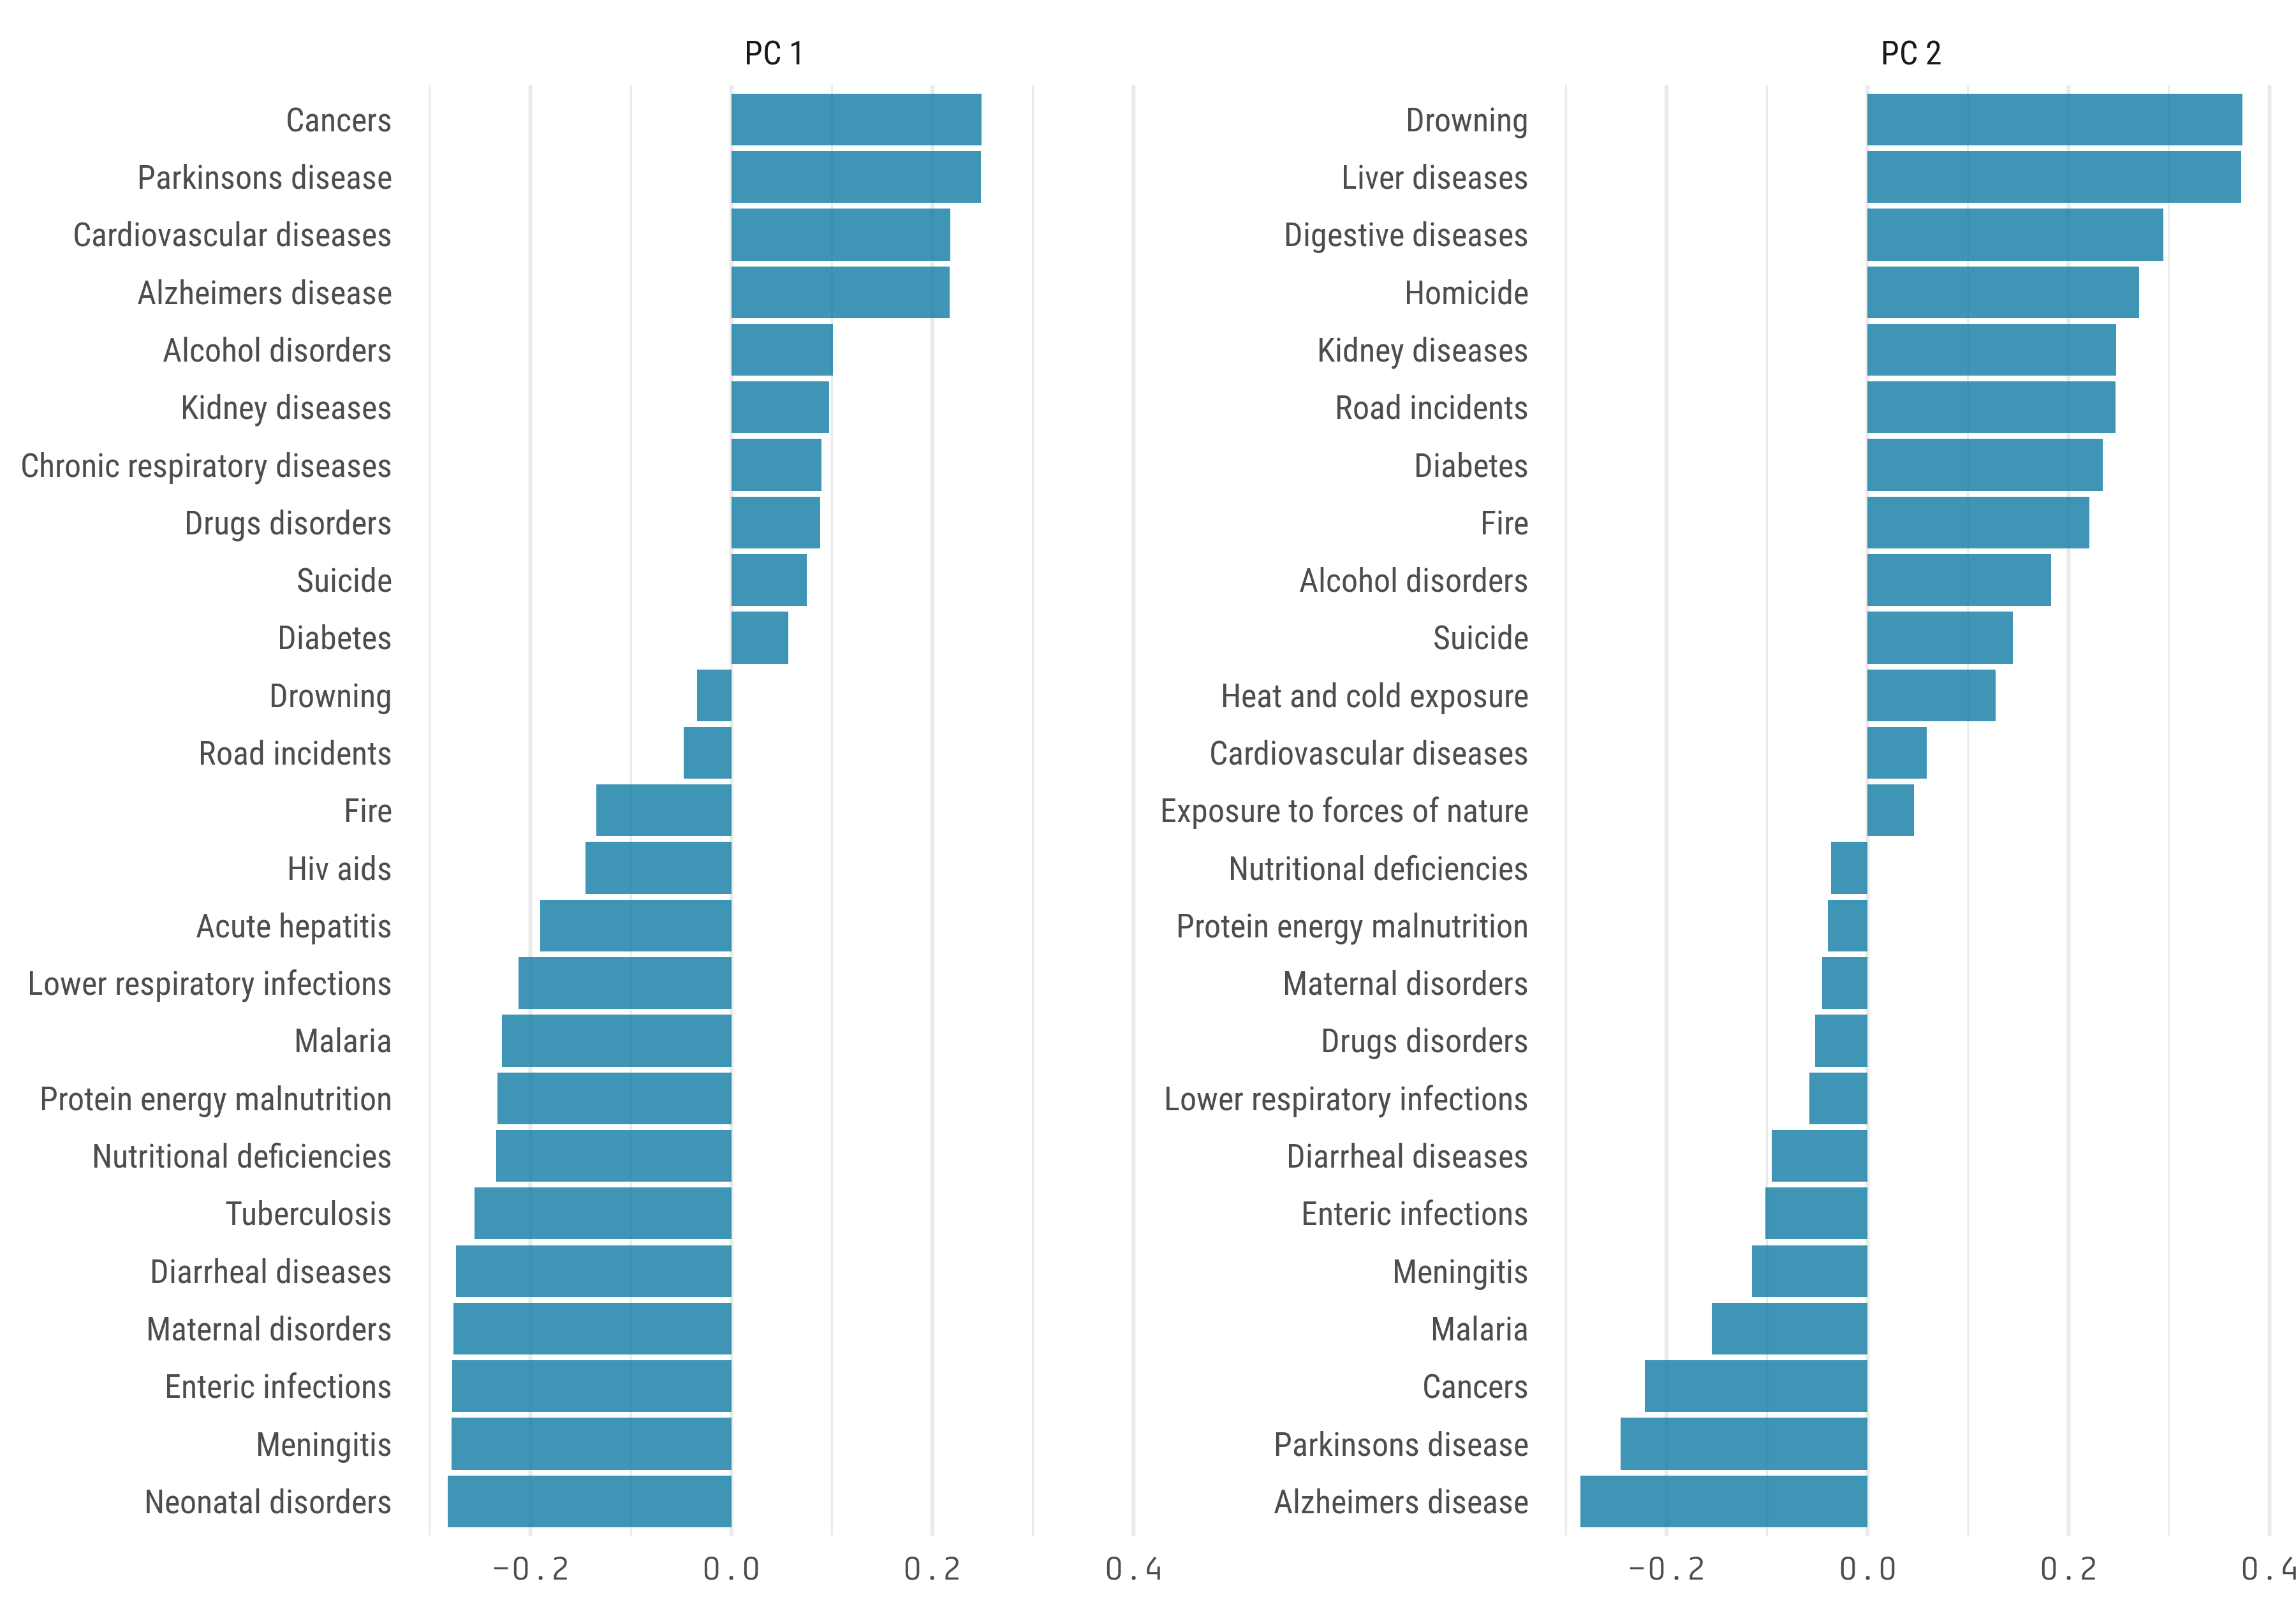 PC 1
Cancers
Parkinsons disease
Cardiovascular diseases
Alzheimers disease
Alcohol disorders
Kidney diseases
Chronic respiratory diseases
Drugs disorders
Suicide
Diabetes
Drowning
Road incidents
Fire
Hiv aids
Acute hepatitis
Lower respiratory infections
Malaria
Protein energy malnutrition
Nutritional deficiencies
Tuberculosis
Diarrheal diseases
Maternal disorders
Enteric infections
Meningitis
Neonatal disorders
-0.2 0.0 0.2 0.4
PC 2
Drowning
Liver diseases
Digestive diseases
Homicide
Kidney diseases
Road incidents
Diabetes
Fire
Alcohol disorders
Suicide
Heat and cold exposure
Cardiovascular diseases
Exposure to forces of nature
Nutritional deficiencies
Protein energy malnutrition
Maternal disorders
Drugs disorders
Lower respiratory infections
Diarrheal diseases
Enteric infections
Meningitis
Malaria
Cancers
Parkinsons disease
Alzheimers disease
-0.2 0.0 0.2 0.4